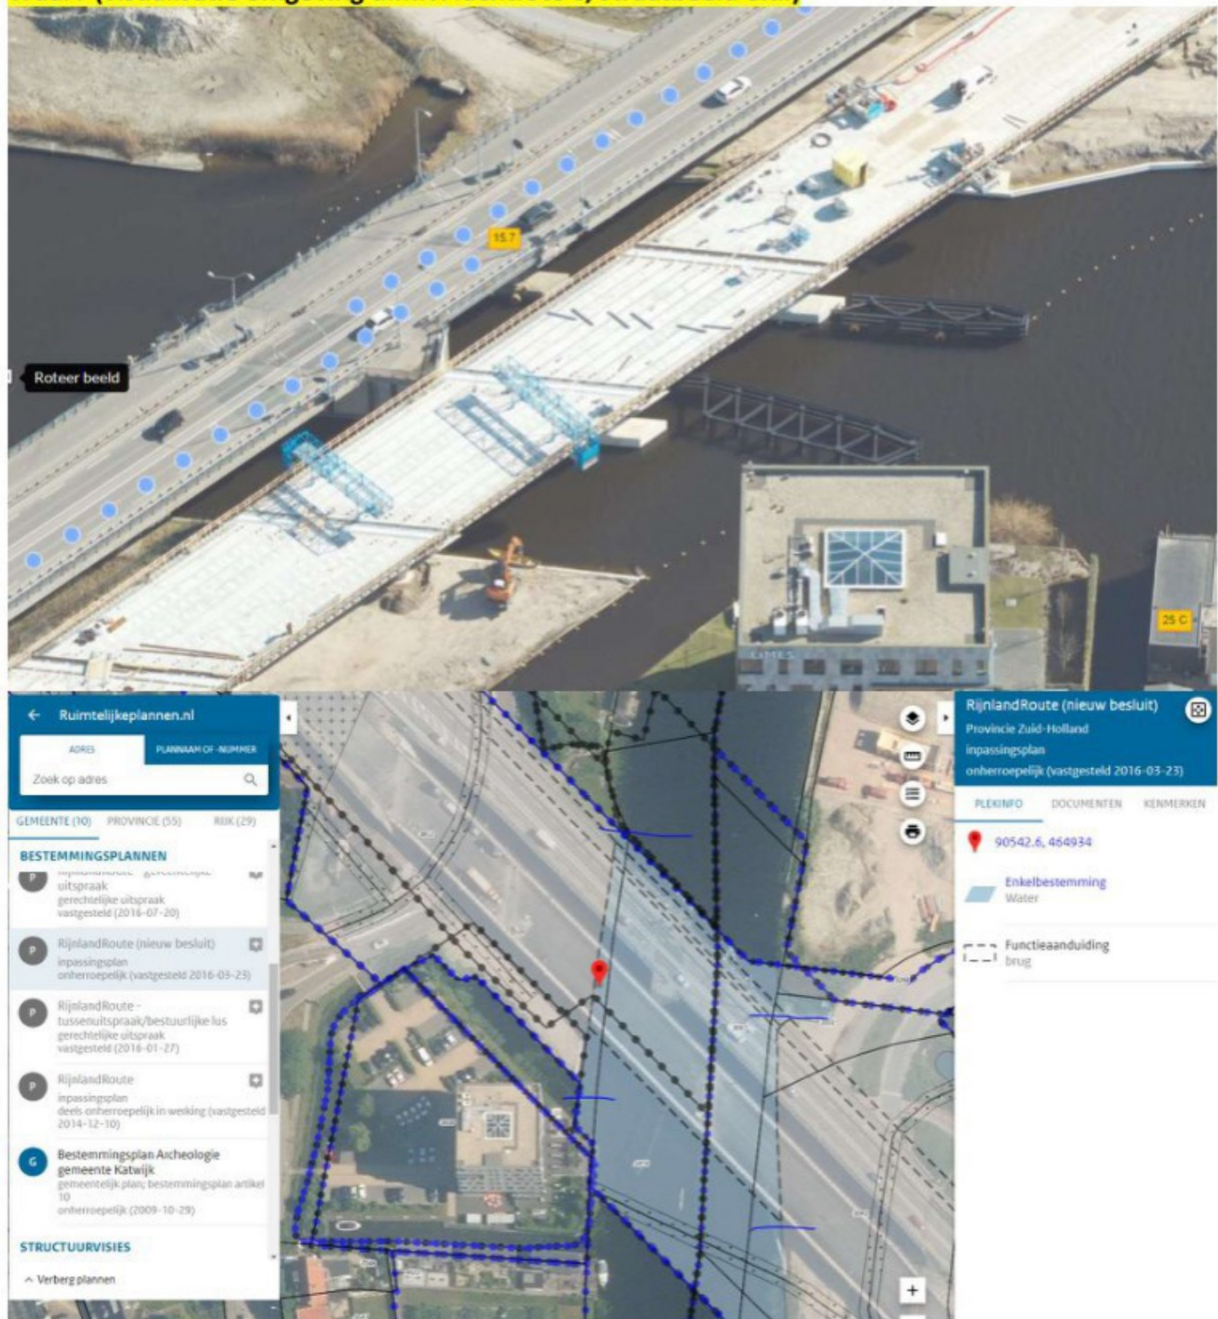 15.7
Roteer beeld
25 C
Ruimtelijkeplannen.nl
ADRES
PLANNAAM OF -NUMMER
Zoek op adres
GEMEENTE (10)
PROVINCIE (55)
RIJK (29)
BESTEMMINGSPLANNEN
P
uitspraak
gerechtelijke uitspraak
vastgesteld (2016-07-20)
P
RijnlandRoute (nieuw besluit)
inpassingsplan
onherroepelijk (vastgesteld 2016-03-23)
P
RijnlandRoute -
tussenuitspraak/bestuurlijke lus
gerechtelijke uitspraak
vastgesteld (2016-01-27)
P
RijnlandRoute
inpassingsplan
deels onherroepelijk in werking (vastgesteld
2014-12-10)
G
Bestemmingsplan Archeologie
gemeente Katwijk
gemeentelijk plan; bestemmingsplan artikel
10
onherroepelijk (2009-10-29)
STRUCTUURVISIES
Verberg plannen
RijnlandRoute (nieuw besluit)
Provincie Zuid-Holland
inpassingsplan
onherroepelijk (vastgesteld 2016-03-23)
PLEKINFO
DOCUMENTEN
KENMERKEN
90542.6, 464934
Enkelbestemming
Water
Functieaanduiding
brug